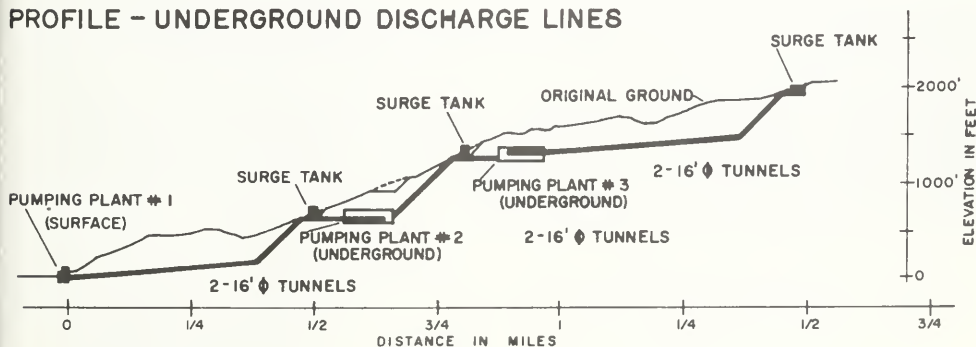 PROFILE - UNDERGROUND DISCHARGE LINES
SURGE TANK
2000'
ORIGINAL GROUND
SURGE TANK
SURGE TANK
2-16' ϕ TUNNELS
PUMPING PLANT #3
(UNDERGROUND)
1000'
PUMPING PLANT #1
(SURFACE)
PUMPING PLANT #2
(UNDERGROUND)
2-16' ϕ TUNNELS
0
2-16' ϕ TUNNELS
ELEVATION IN FEET
0 1/4 1/2 3/4 1 1/4 1/2 3/4
DISTANCE IN MILES